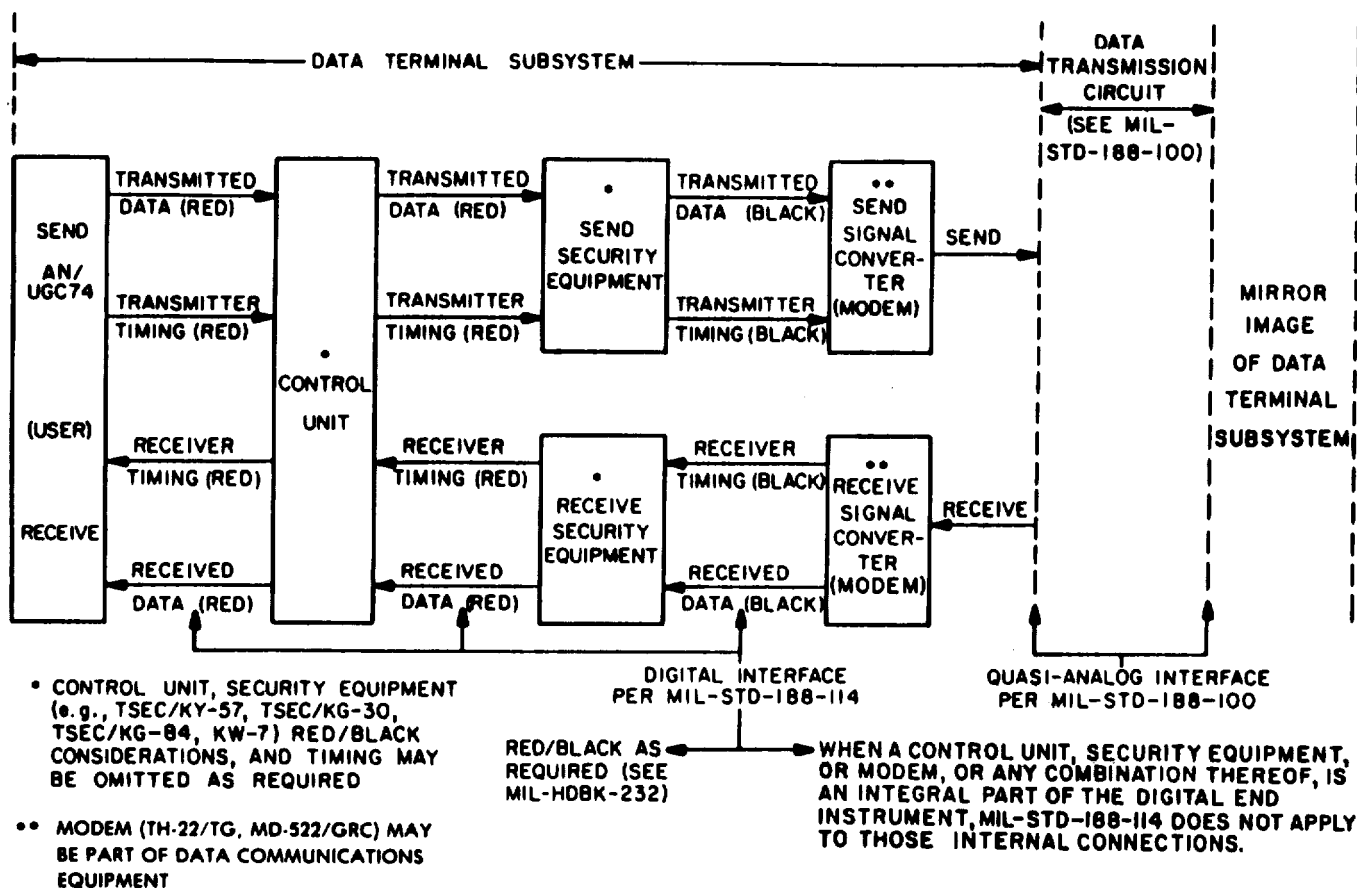 DATA TERMINAL SUBSYSTEM
DATA
TRANSMISSION
CIRCUIT
(SEE MIL-
STD-188-100)
SEND
AN/
UGC74
(USER)
RECEIVE
TRANSMITTED
DATA (RED)
TRANSMITTER
TIMING (RED)
RECEIVER
TIMING (RED)
RECEIVED
DATA (RED)
•
CONTROL
UNIT
TRANSMITTED
DATA (RED)
TRANSMITTER
TIMING (RED)
RECEIVER
TIMING (RED)
RECEIVED
DATA (RED)
•
SEND
SECURITY
EQUIPMENT
•
RECEIVE
SECURITY
EQUIPMENT
TRANSMITTED
DATA (BLACK)
TRANSMITTER
TIMING (BLACK)
RECEIVER
TIMING (BLACK)
RECEIVED
DATA (BLACK)
••
SEND
SIGNAL
CONVER-
TER
(MODEM)
••
RECEIVE
SIGNAL
CONVER-
TER
(MODEM)
SEND
RECEIVE
MIRROR
IMAGE
OF DATA
TERMINAL
SUBSYSTEM
DIGITAL INTERFACE
PER MIL-STD-188-114
QUASI-ANALOG INTERFACE
PER MIL-STD-188-100
• CONTROL UNIT, SECURITY EQUIPMENT
(e.g., TSEC/KY-57, TSEC/KG-30,
TSEC/KG-84, KW-7) RED/BLACK
CONSIDERATIONS, AND TIMING MAY
BE OMITTED AS REQUIRED
RED/BLACK AS
REQUIRED (SEE
MIL-HDBK-232)
WHEN A CONTROL UNIT, SECURITY EQUIPMENT,
OR MODEM, OR ANY COMBINATION THEREOF, IS
AN INTEGRAL PART OF THE DIGITAL END
INSTRUMENT, MIL-STD-188-114 DOES NOT APPLY
TO THOSE INTERNAL CONNECTIONS.
•• MODEM (TH-22/TG, MD-522/GRC) MAY
BE PART OF DATA COMMUNICATIONS
EQUIPMENT